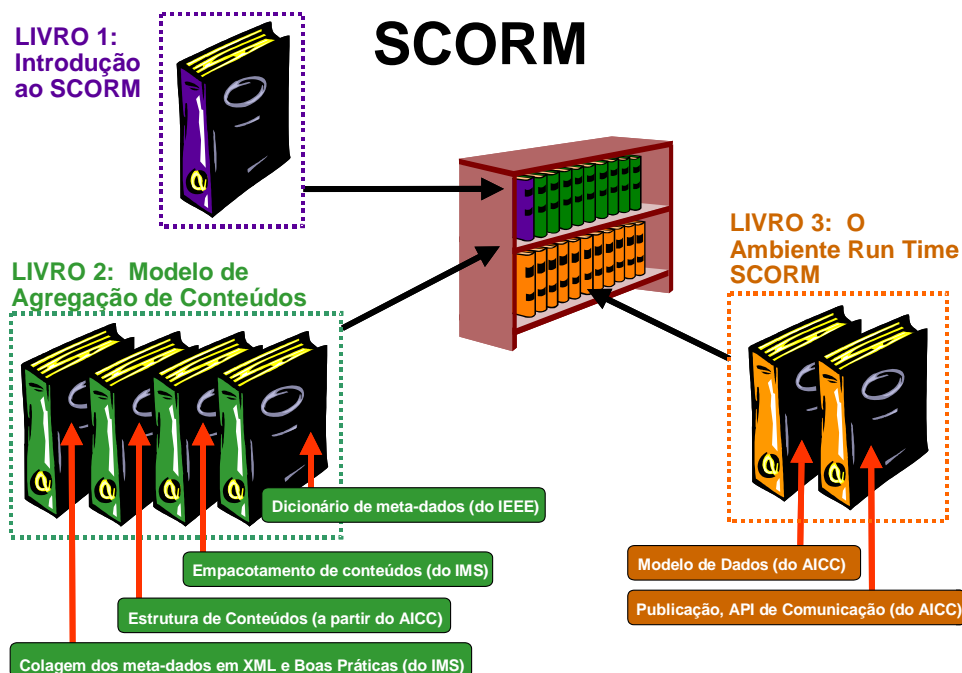 SCORM
LIVRO 1:
Introdução
ao SCORM
LIVRO 2:  Modelo de
Agregação de Conteúdos
LIVRO 3:  O
Ambiente Run Time
SCORM
Dicionário de meta-dados (do IEEE)
Empacotamento de conteúdos (do IMS)
Estrutura de Conteúdos (a partir do AICC)
Colagem dos meta-dados em XML e Boas Práticas (do IMS)
Modelo de Dados (do AICC)
Publicação, API de Comunicação (do AICC)